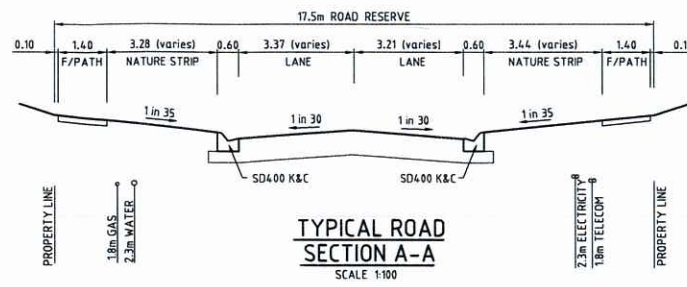 17.5m ROAD RESERVE
0.10 1.40 3.28 (varies) 0.60 3.37 (varies) 3.21 (varies) 0.60 3.44 (varies) 1.40
F/PATH NATURE STRIP LANE LANE NATURE STRIP F/PATH
1 in 35 1 in 30 1 in 30 1 in 35
SD400 K&C SD400 K&C
PROPERTY LINE
1.8m GAS
2.3m WATER
2.3m ELECTRICITY
1.8m TELECOM
PROPERTY LINE
TYPICAL ROAD
SECTION A-A
SCALE 1:100